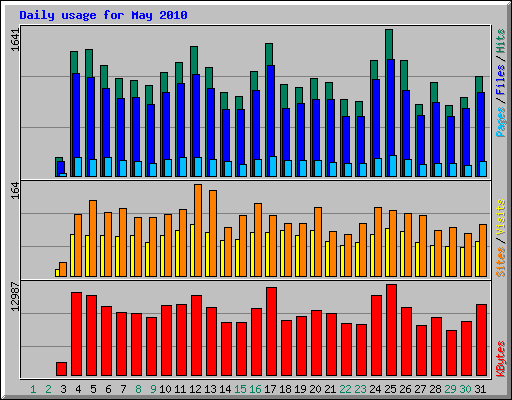 Daily usage for May 2010
1641
Pages / Files / Hits
164
Sites / Visits
12987
KBytes
1 2 3 4 5 6 7 8 9 10 11 12 13 14 15 16 17 18 19 20 21 22 23 24 25 26 27 28 29 30 31